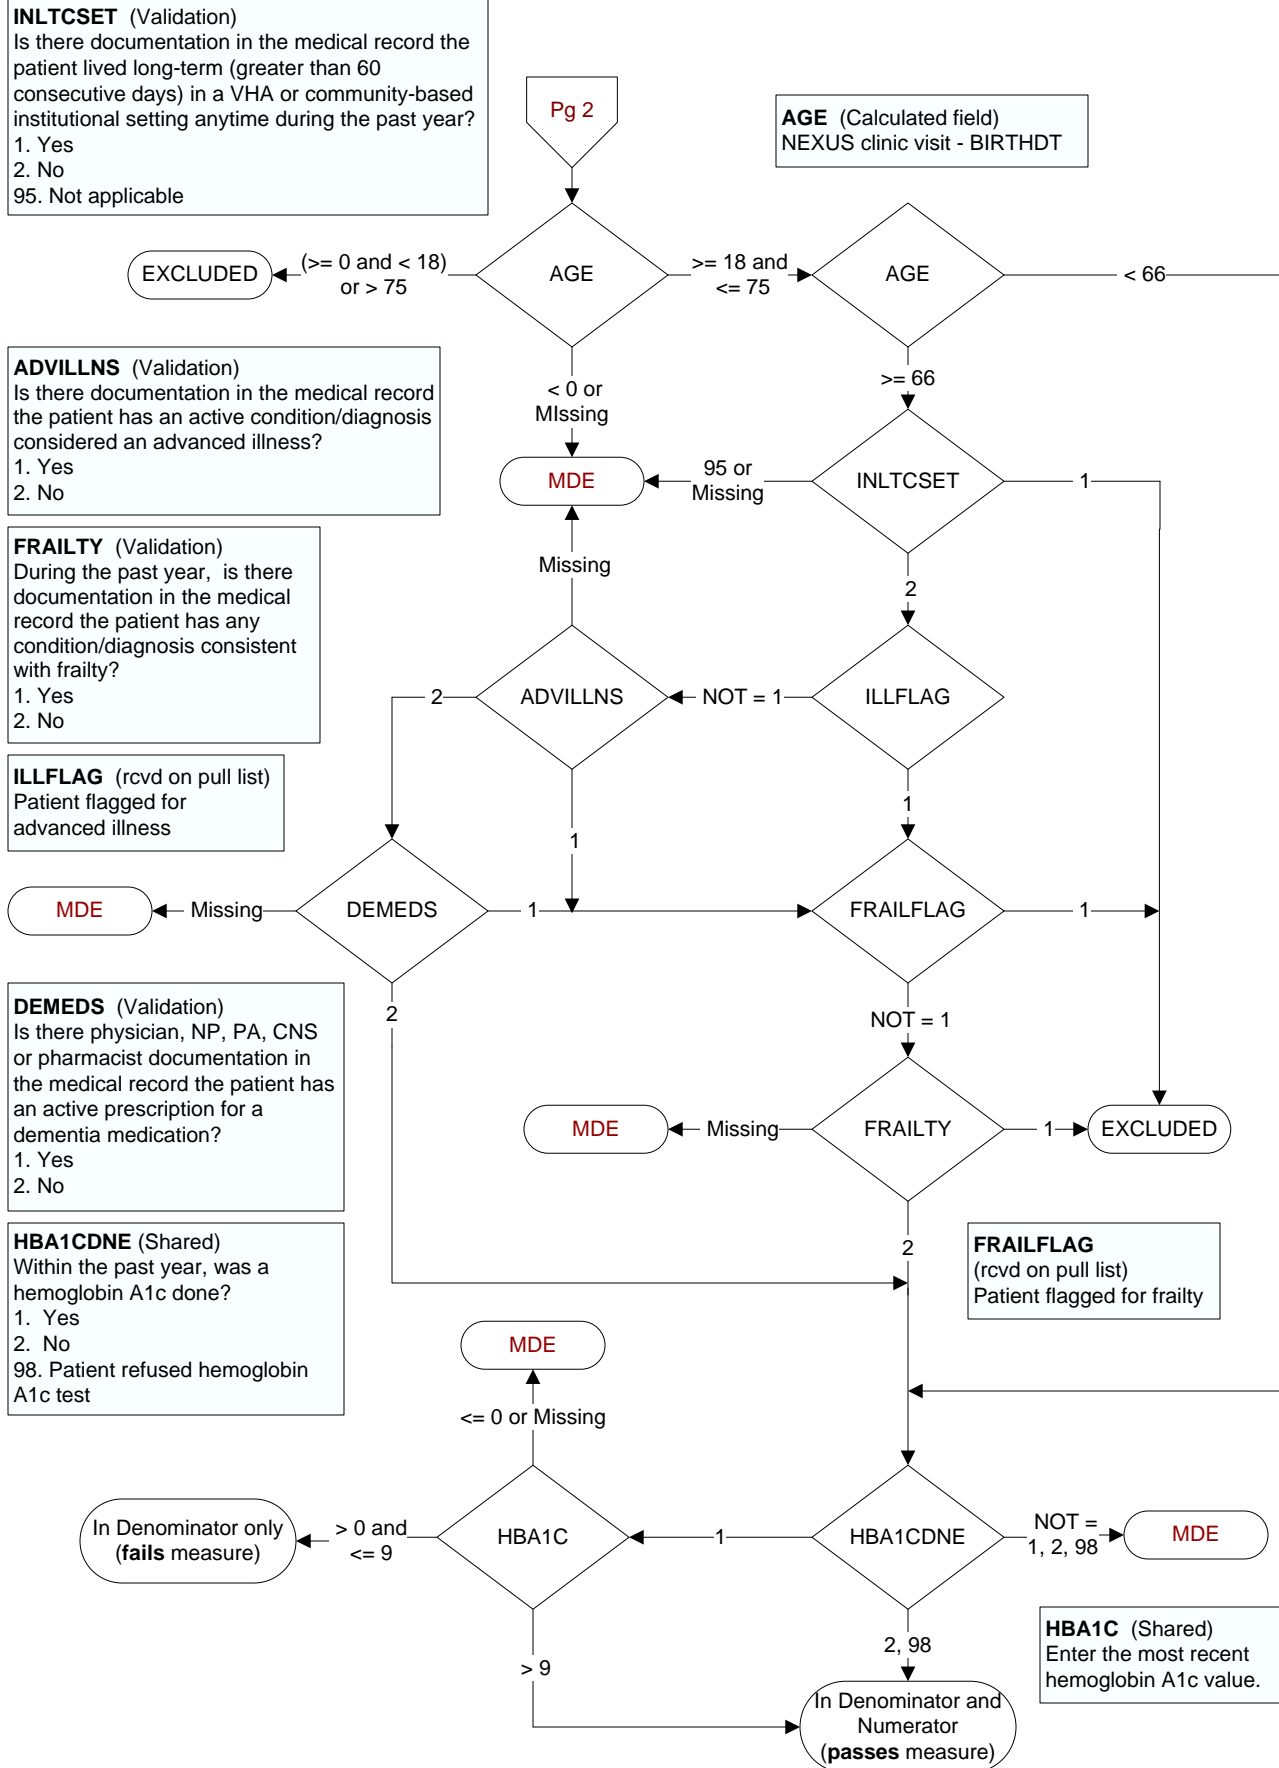 INLTCSET (Validation)
Is there documentation in the medical record the
patient lived long-term (greater than 60
consecutive days) in a VHA or community-based
institutional setting anytime during the past year?
1. Yes
2. No
95. Not applicable
Pg 2
AGE (Calculated field)
NEXUS clinic visit - BIRTHDT
EXCLUDED
(>= 0 and < 18)
or > 75
AGE
>= 18 and
<= 75
AGE
< 66
ADVILLNS (Validation)
Is there documentation in the medical record
the patient has an active condition/diagnosis
considered an advanced illness?
1. Yes
2. No
< 0 or
MIssing
>= 66
MDE
95 or
Missing
INLTCSET
1
FRAILTY (Validation)
During the past year, is there
documentation in the medical
record the patient has any
condition/diagnosis consistent
with frailty?
1. Yes
2. No
Missing
2
2
ADVILLNS
NOT = 1
ILLFLAG
ILLFLAG (rcvd on pull list)
Patient flagged for
advanced illness
1
1
MDE
Missing
DEMEDS
1
FRAILFLAG
1
DEMEDS (Validation)
Is there physician, NP, PA, CNS
or pharmacist documentation in
the medical record the patient has
an active prescription for a
dementia medication?
1. Yes
2. No
2
NOT = 1
MDE
Missing
FRAILTY
1
EXCLUDED
HBA1CDNE (Shared)
Within the past year, was a
hemoglobin A1c done?
1. Yes
2. No
98. Patient refused hemoglobin
A1c test
2
FRAILFLAG
(rcvd on pull list)
Patient flagged for frailty
MDE
<= 0 or Missing
In Denominator only
(fails measure)
> 0 and
<= 9
HBA1C
1
HBA1CDNE
NOT =
1, 2, 98
MDE
> 9
2, 98
HBA1C (Shared)
Enter the most recent
hemoglobin A1c value.
In Denominator and
Numerator
(passes measure)